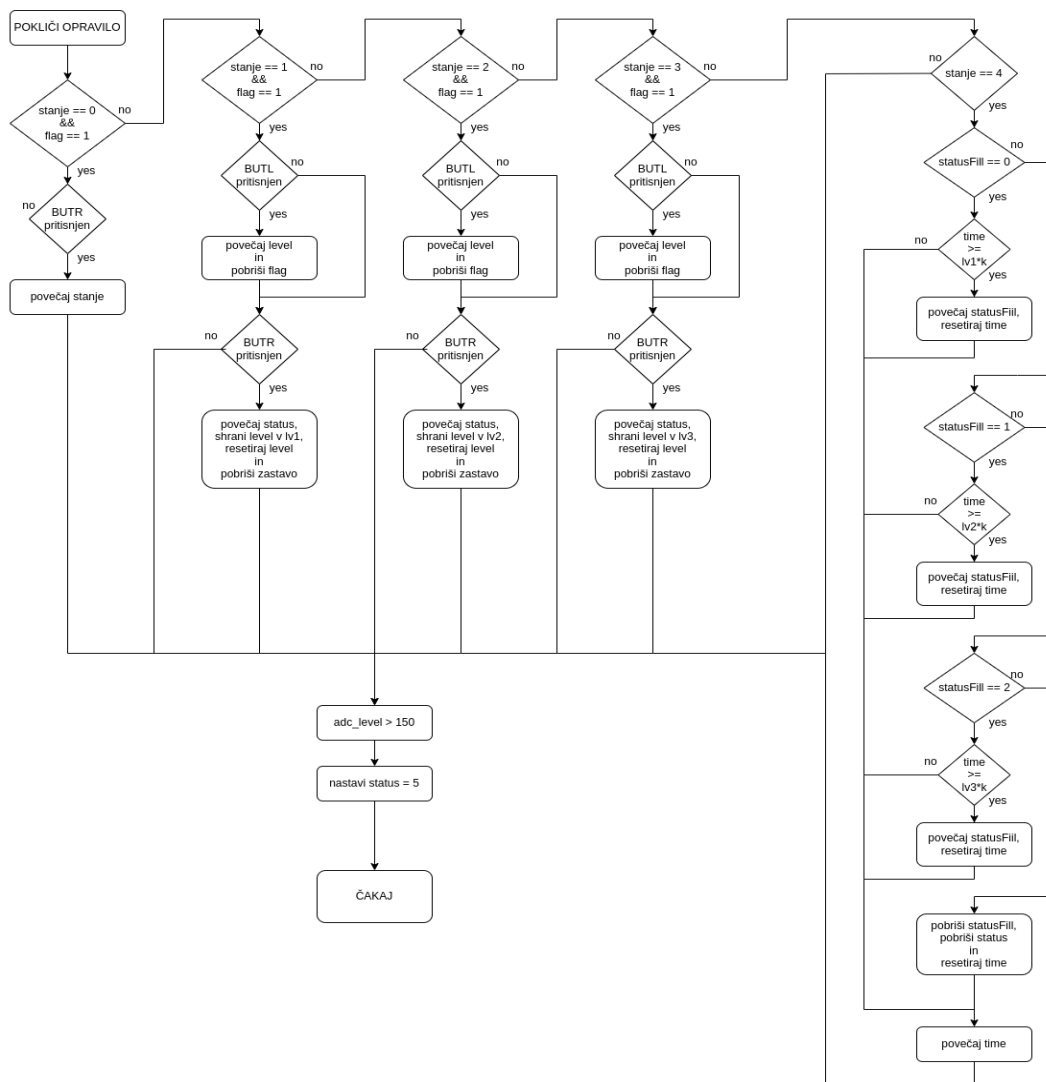 POKLIČI OPRAVILO
stanje == 0
&&
flag == 1
no
yes
BUTR
pritisnjen
no
yes
povečaj stanje
stanje == 1
&&
flag == 1
no
yes
BUTL
pritisnjen
no
yes
povečaj level
in
pobriši flag
BUTR
pritisnjen
no
yes
povečaj status,
shrani level v lv1,
resetiraj level
in
pobriši zastavo
stanje == 2
&&
flag == 1
no
yes
BUTL
pritisnjen
no
yes
povečaj level
in
pobriši flag
BUTR
pritisnjen
no
yes
povečaj status,
shrani level v lv2,
resetiraj level
in
pobriši zastavo
stanje == 3
&&
flag == 1
no
yes
BUTL
pritisnjen
no
yes
povečaj level
in
pobriši flag
BUTR
pritisnjen
no
yes
povečaj status,
shrani level v lv3,
resetiraj level
in
pobriši zastavo
no
stanje == 4
yes
statusFill == 0
no
yes
time
>=
lv1*k
no
yes
povečaj statusFiil,
resetiraj time
statusFill == 1
no
yes
time
>=
lv2*k
no
yes
povečaj statusFiil,
resetiraj time
statusFill == 2
no
yes
time
>=
lv3*k
no
yes
povečaj statusFiil,
resetiraj time
pobriši statusFill,
pobriši status
in
resetiraj time
povečaj time
adc_level > 150
nastavi status = 5
ČAKAJ